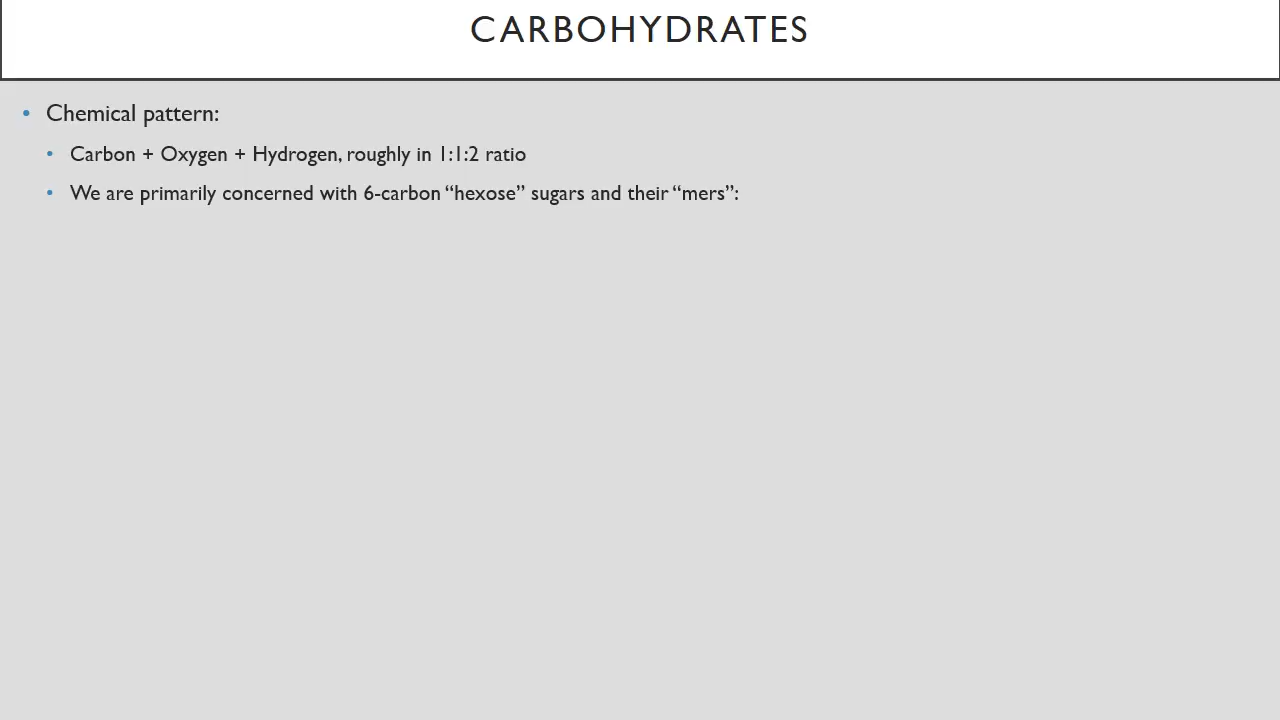 CARBOHYDRATES
• Chemical pattern:
• Carbon + Oxygen + Hydrogen, roughly in 1:1:2 ratio
• We are primarily concerned with 6-carbon “hexose” sugars and their “mers”: